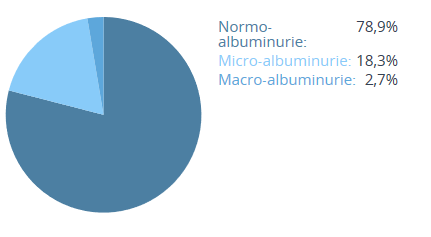 Normo- 78,9%
albuminurie:
Micro-albuminurie: 18,3%
Macro-albuminurie: 2,7%